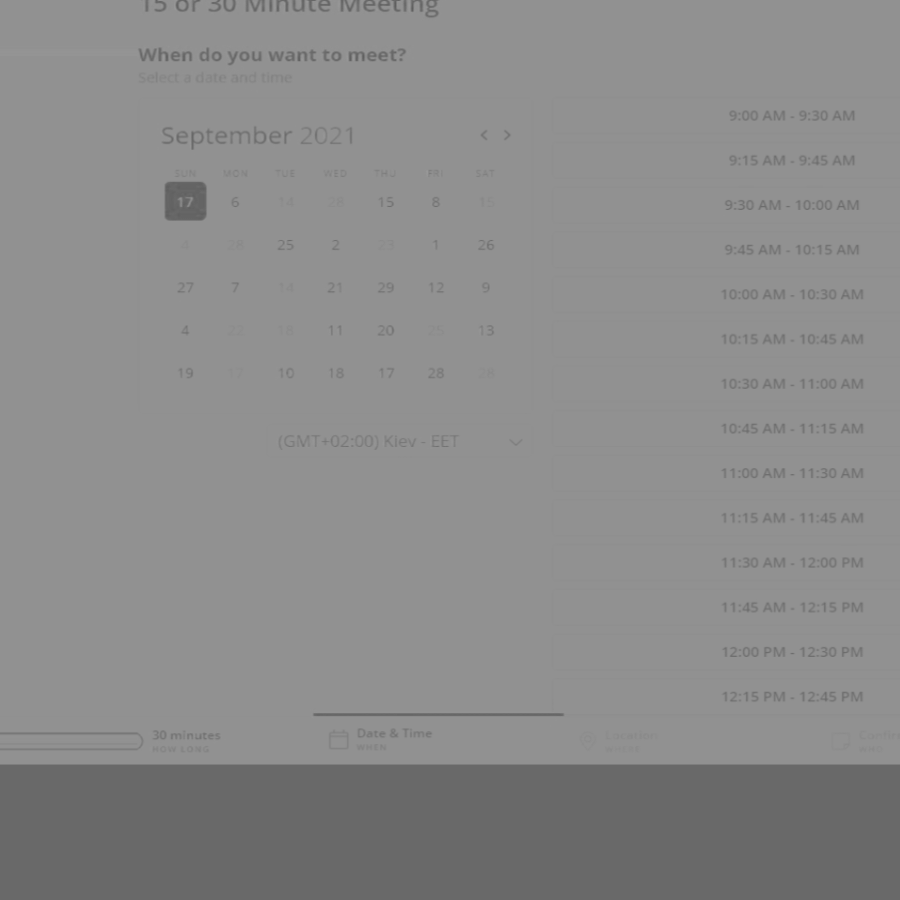 15 or 30 Minute Meeting
When do you want to meet?
Select a date and time
September 2021
SUN MON TUE WED THU FRI SAT
17 6 14 28 15 8 15
4 28 25 2 23 1 26
27 7 14 21 29 12 9
4 22 18 11 20 25 13
19 12 10 18 17 28 28
(GMT+02:00) Kiev - EET
9:00 AM - 9:30 AM
9:15 AM - 9:45 AM
9:30 AM - 10:00 AM
9:45 AM - 10:15 AM
10:00 AM - 10:30 AM
10:15 AM - 10:45 AM
10:30 AM - 11:00 AM
10:45 AM - 11:15 AM
11:00 AM - 11:30 AM
11:15 AM - 11:45 AM
11:30 AM - 12:00 PM
11:45 AM - 12:15 PM
12:00 PM - 12:30 PM
12:15 PM - 12:45 PM
30 minutes
HOW LONG
Date & Time
WHEN
Location
WHERE